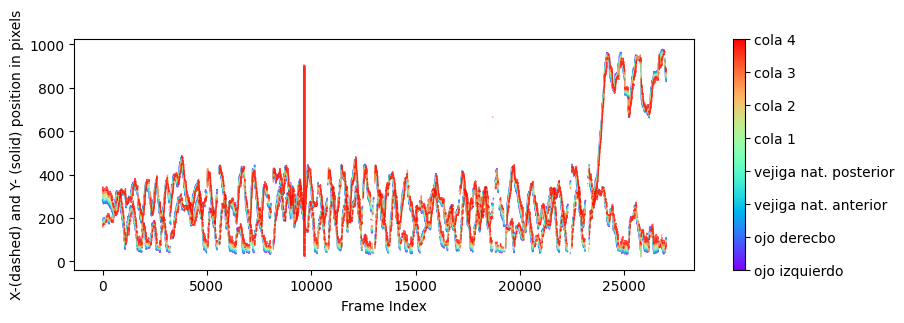 X-(dashed) and Y- (solid) position in pixels
1000
800
600
400
200
0
0 5000 10000 15000 20000 25000
Frame Index
cola 4
cola 3
cola 2
cola 1
vejiga nat. posterior
vejiga nat. anterior
ojo derecbo
ojo izquierdo